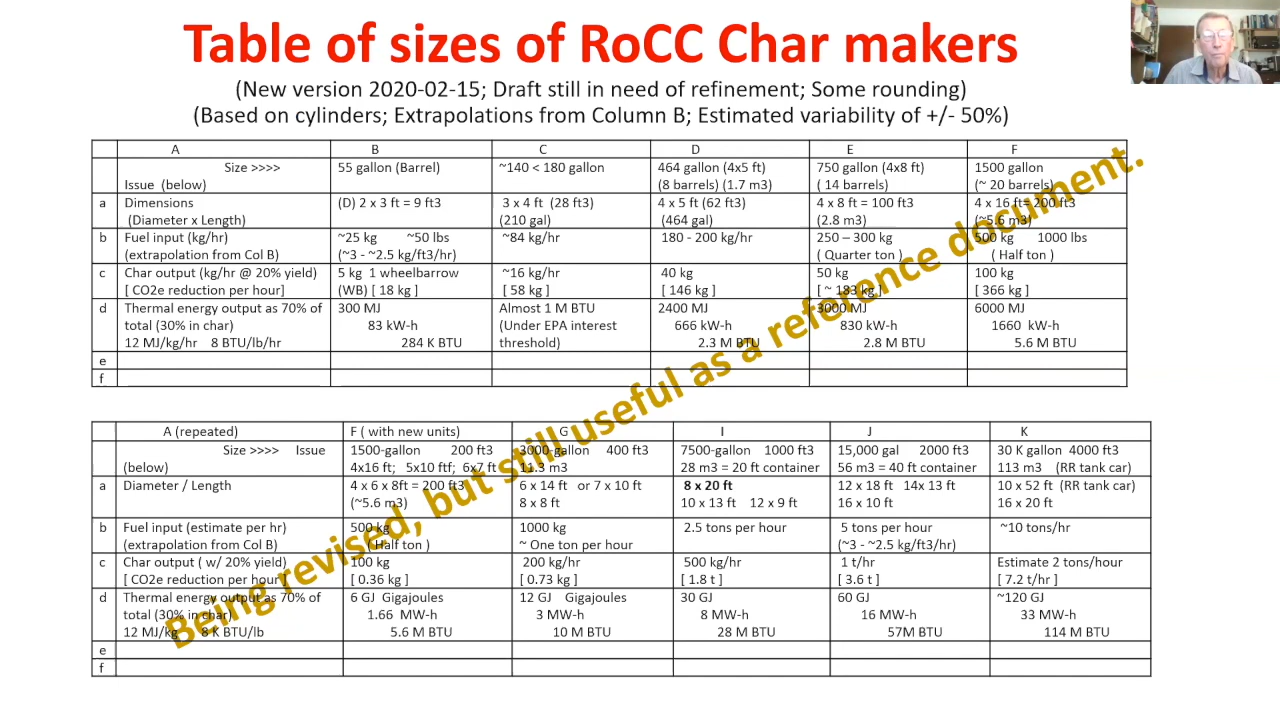 Table of sizes of RoCC Char makers
(New version 2020-02-15; Draft still in need of refinement; Some rounding)
(Based on cylinders; Extrapolations from Column B; Estimated variability of +/- 50%)
A B C D E F
Size >>>> 55 gallon (Barrel) ~140 < 180 gallon 464 gallon (4x5 ft) 750 gallon (4x8 ft) 1500 gallon
Issue (below) (8 barrels) (1.7 m3) ( 14 barrels) (~ 20 barrels)
a Dimensions (D) 2 x 3 ft = 9 ft3 3 x 4 ft (28 ft3) 4 x 5 ft (62 ft3) 4 x 8 ft = 100 ft3 4 x 16 ft= 200 ft3
(Diameter x Length) (210 gal) (464 gal) (2.8 m3) (~5.6 m3)
b Fuel input (kg/hr) ~25 kg ~50 lbs ~84 kg/hr 180 - 200 kg/hr 250 – 300 kg 500 kg 1000 lbs
(extrapolation from Col B) (~3 - ~2.5 kg/ft3/hr) ( Quarter ton ) ( Half ton )
c Char output (kg/hr @ 20% yield) 5 kg 1 wheelbarrow ~16 kg/hr 40 kg 50 kg 100 kg
[ CO2e reduction per hour] (WB) [ 18 kg ] [ 58 kg ] [ 146 kg ] [ ~ 183 kg ] [ 366 kg ]
d Thermal energy output as 70% of 300 MJ Almost 1 M BTU 2400 MJ 3000 MJ 6000 MJ
total (30% in char) 83 kW-h (Under EPA interest 666 kW-h 830 kW-h 1660 kW-h
12 MJ/kg/hr 8 BTU/lb/hr 284 K BTU threshold) 2.3 M BTU 2.8 M BTU 5.6 M BTU
e
f
A (repeated) F ( with new units) G I J K
Size >>>> Issue 1500-gallon 200 ft3 3000-gallon 400 ft3 7500-gallon 1000 ft3 15,000 gal 2000 ft3 30 K gallon 4000 ft3
(below) 4x16 ft; 5x10 ftf; 6x7 ft 11.3 m3 28 m3 = 20 ft container 56 m3 = 40 ft container 113 m3 (RR tank car)
a Diameter / Length 4 x 6 x 8ft = 200 ft3 6 x 14 ft or 7 x 10 ft 8 x 20 ft 12 x 18 ft 14x 13 ft 10 x 52 ft (RR tank car)
(~5.6 m3) 8 x 8 ft 10 x 13 ft 12 x 9 ft 16 x 10 ft 16 x 20 ft
b Fuel input (estimate per hr) 500 kg 1000 kg 2.5 tons per hour 5 tons per hour ~10 tons/hr
(extrapolation from Col B) ( Half ton ) ~ One ton per hour (~3 - ~2.5 kg/ft3/hr)
c Char output ( w/ 20% yield) 100 kg 200 kg/hr 500 kg/hr 1 t/hr Estimate 2 tons/hour
[ CO2e reduction per hour ] [ 0.36 kg ] [ 0.73 kg ] [ 1.8 t ] [ 3.6 t ] [ 7.2 t/hr ]
d Thermal energy output as 70% of 6 GJ Gigajoules 12 GJ Gigajoules 30 GJ 60 GJ ~120 GJ
total (30% in char) 1.66 MW-h 3 MW-h 8 MW-h 16 MW-h 33 MW-h
12 MJ/kg 8 K BTU/lb 5.6 M BTU 10 M BTU 28 M BTU 57M BTU 114 M BTU
e
f
Being revised, but still useful as a reference document.